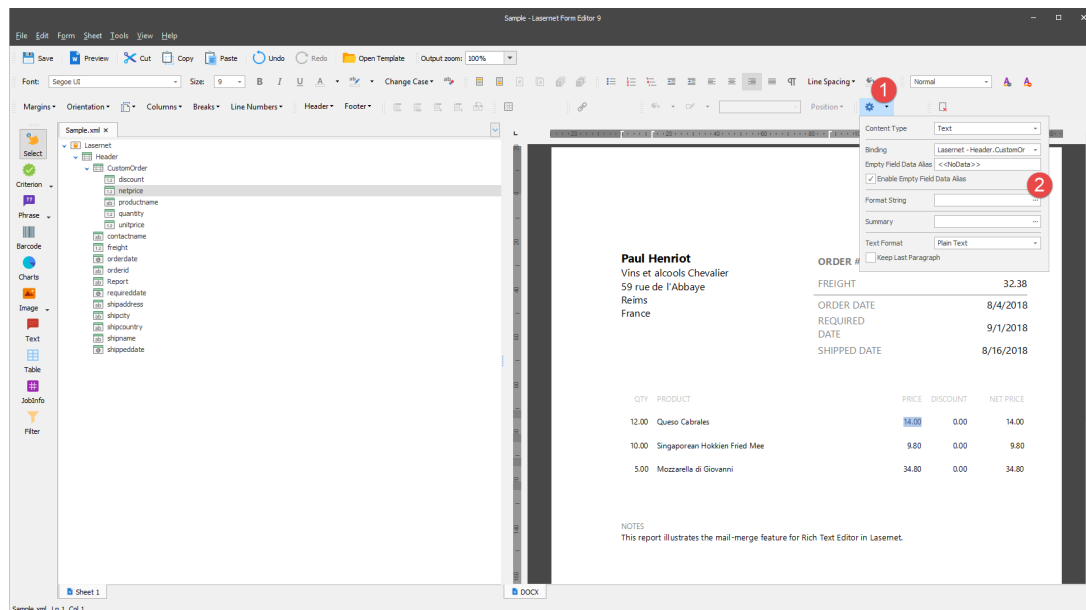 Sample - Lasernet Form Editor 9
File Edit Form Sheet Tools View Help
Save Preview Cut Copy Paste Undo Redo Open Template Output zoom: 100%
Font: Segoe UI Size: 9 B I U A Change Case Line Spacing Normal
Margins Orientation Columns Breaks Line Numbers Header Footer Position
1
Sample.xml ×
Select
Criterion
Phrase
Barcode
Charts
Image
Text
Table
JobInfo
Filter
Lasernet
Header
CustomOrder
discount
netprice
productname
quantity
unitprice
contactname
freight
orderdate
orderid
Report
requireddate
shipaddress
shipcity
shipcountry
shipname
shippeddate
Content Type Text
Binding Lasernet - Header.CustomOr
Empty Field Data Alias <<NoData>>
Enable Empty Field Data Alias
2
Format String ...
Summary ...
Text Format Plain Text
Keep Last Paragraph
Paul Henriot
Vins et alcools Chevalier
59 rue de l'Abbaye
Reims
France
ORDER #
FREIGHT 32.38
ORDER DATE 8/4/2018
REQUIRED
DATE 9/1/2018
SHIPPED DATE 8/16/2018
QTY PRODUCT PRICE DISCOUNT NET PRICE
12.00 Queso Cabrales 14.00 0.00 14.00
10.00 Singaporean Hokkien Fried Mee 9.80 0.00 9.80
5.00 Mozzarella di Giovanni 34.80 0.00 34.80
NOTES
This report illustrates the mail-merge feature for Rich Text Editor in Lasernet.
Sheet 1
DOCX
Sample.xml Ln 1 Col 1